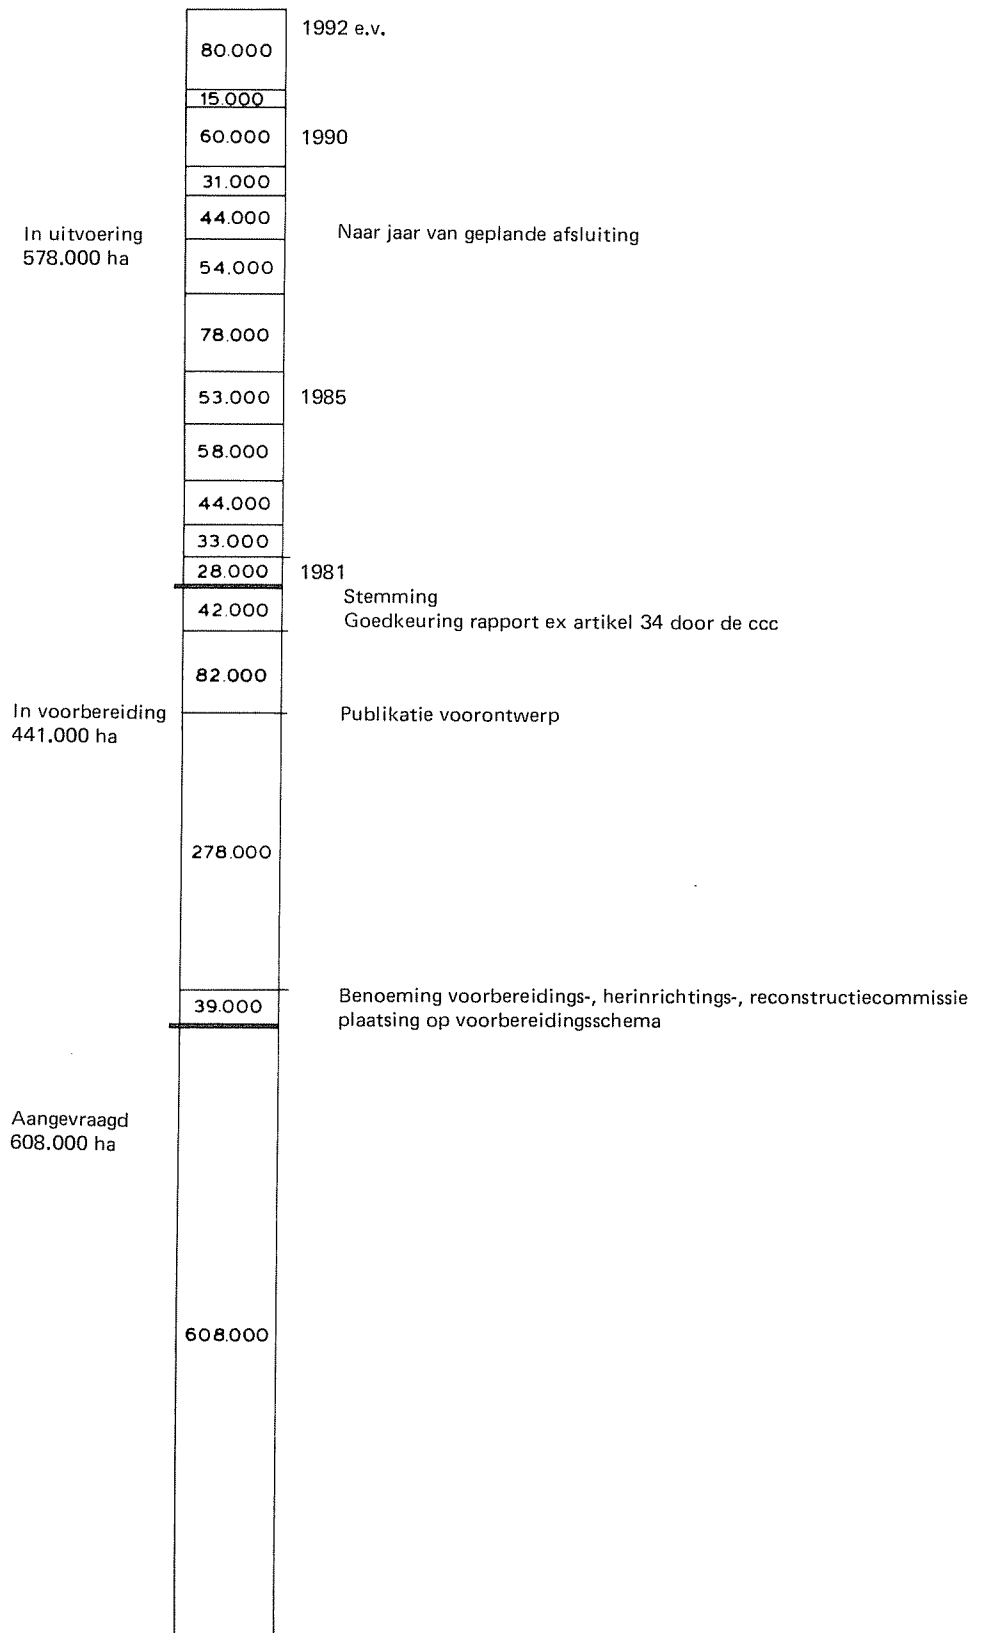 1992 e.v.
80.000
15.000
60.000 1990
31.000
44.000
In uitvoering
578.000 ha
Naar jaar van geplande afsluiting
54.000
78.000
53.000 1985
58.000
44.000
33.000
28.000 1981
Stemming
42.000
Goedkeuring rapport ex artikel 34 door de ccc
82.000
In voorbereiding
441.000 ha
Publikatie voorontwerp
278.000
39.000
Benoeming voorbereidings-, herinrichtings-, reconstructiecommissie
plaatsing op voorbereidingsschema
Aangevraagd
608.000 ha
608.000